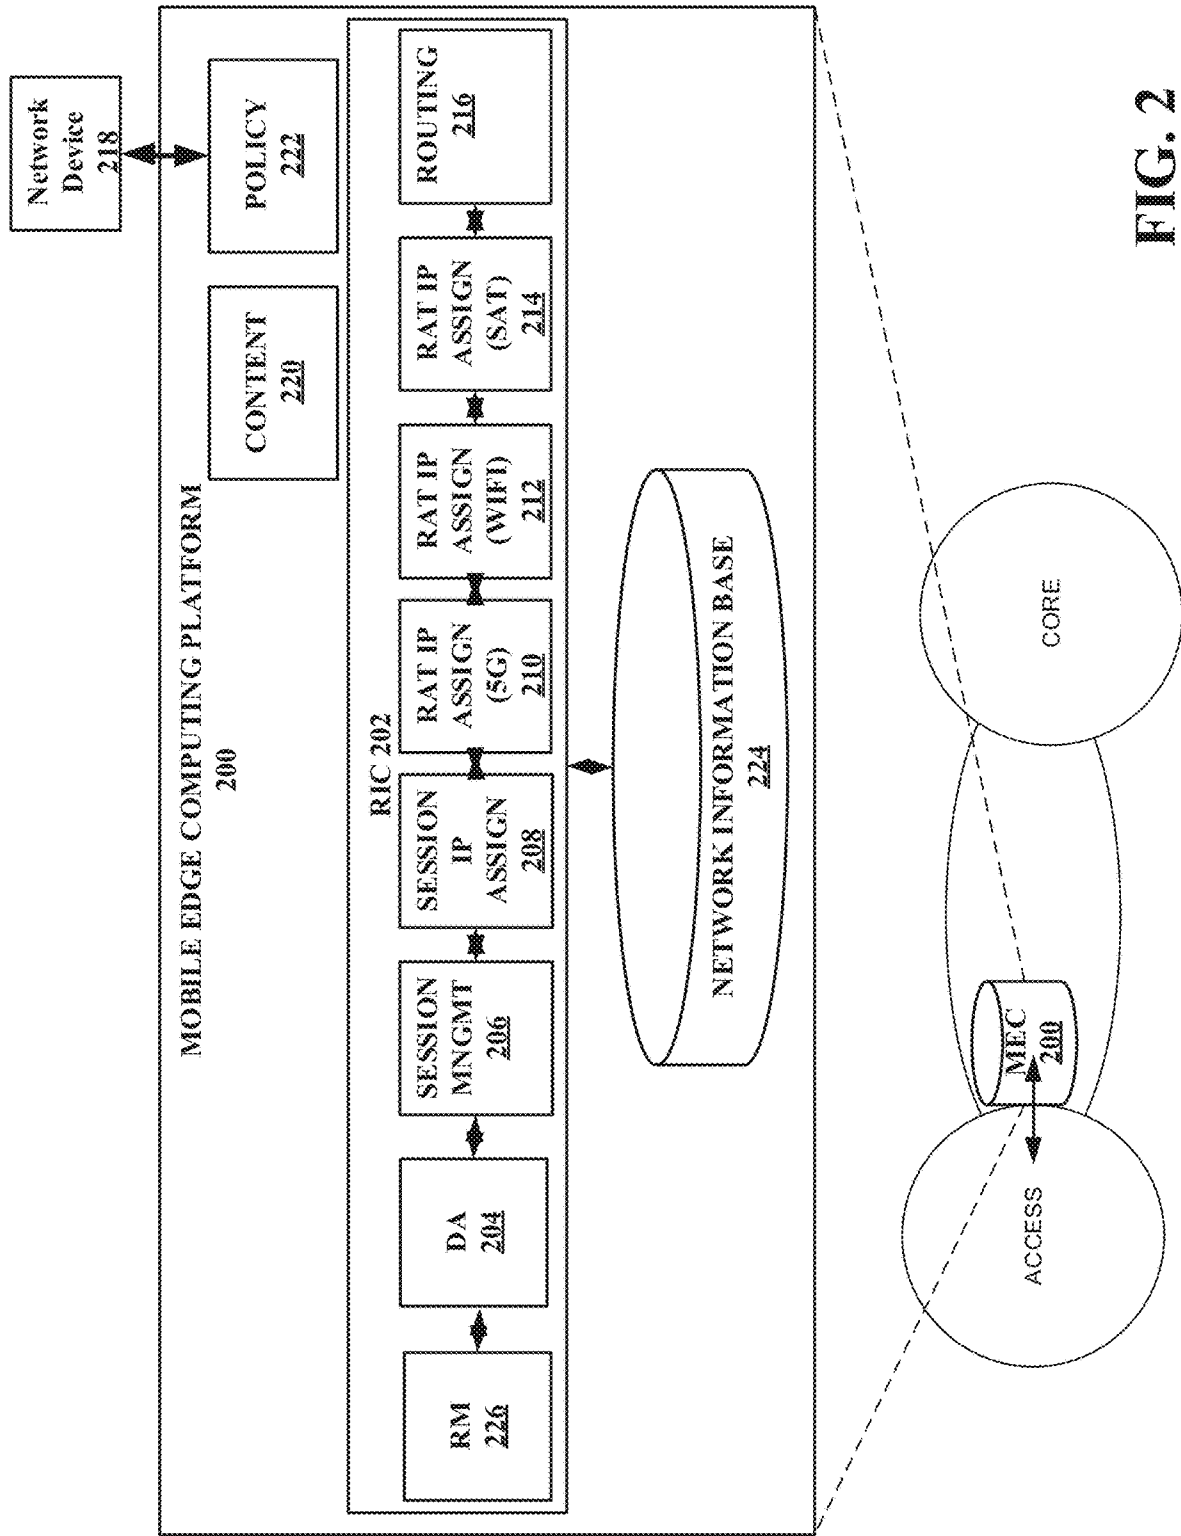 Network
Device
218
MOBILE EDGE COMPUTING PLATFORM
200
CONTENT
220
POLICY
222
RIC 202
RM
226
DA
204
SESSION
MNGMT
206
SESSION
IP
ASSIGN
208
RAT IP
ASSIGN
(5G)
210
RAT IP
ASSIGN
(WIFI)
212
RAT IP
ASSIGN
(SAT)
214
ROUTING
216
NETWORK INFORMATION BASE
224
ACCESS
MEC
200
CORE
FIG. 2